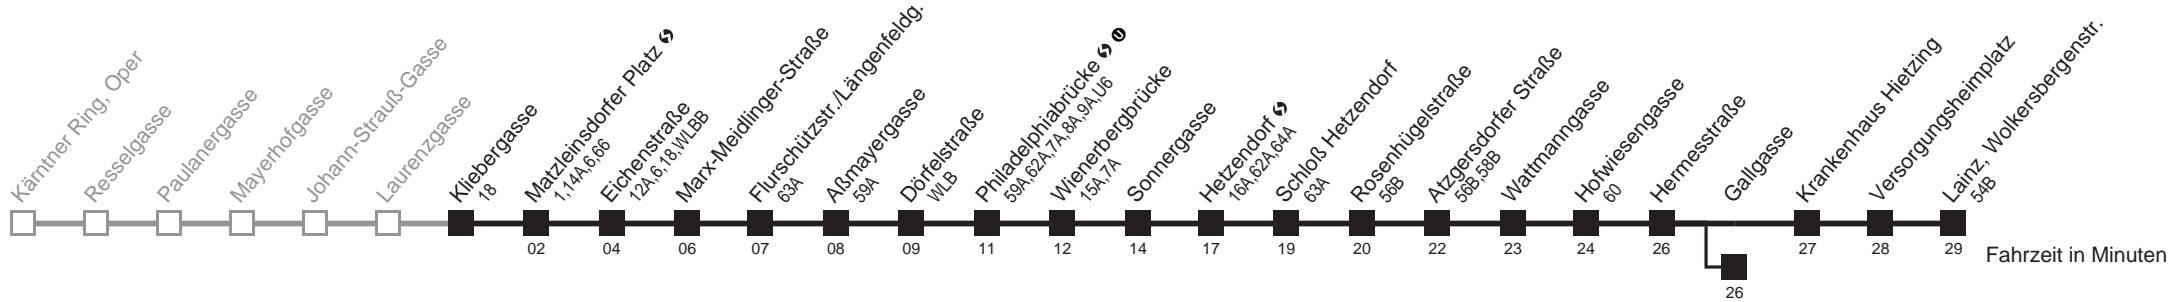 Kärntner Ring, Oper
Resselgasse
Paulanergasse
Mayerhofgasse
Johann-Strauß-Gasse
Laurenzgasse
Kliebergasse
18
Matzleinsdorfer Platz
1,14A,6,66
02
Eichenstraße
12A,6,18,WLBB
04
Marx-Meidlinger-Straße
06
Flurschützstr./Längenfeldg.
63A
07
Aßmayergasse
59A
08
Dörfelstraße
WLB
09
Philadelphiabrücke U
59A,62A,7A,8A,9A,U6
11
Wienerbergbrücke
15A,7A
12
Sonnergasse
14
Hetzendorf
16A,62A,64A
17
Schloß Hetzendorf
63A
19
Rosenhügelstraße
56B
20
Atzgersdorfer Straße
56B,58B
22
Wattmanngasse
23
Hofwiesengasse
60
24
Hermesstraße
26
Gallgasse
26
Krankenhaus Hietzing
27
Versorgungsheimplatz
28
Lainz, Wolkersbergenstr.
54B
29
Fahrzeit in Minuten